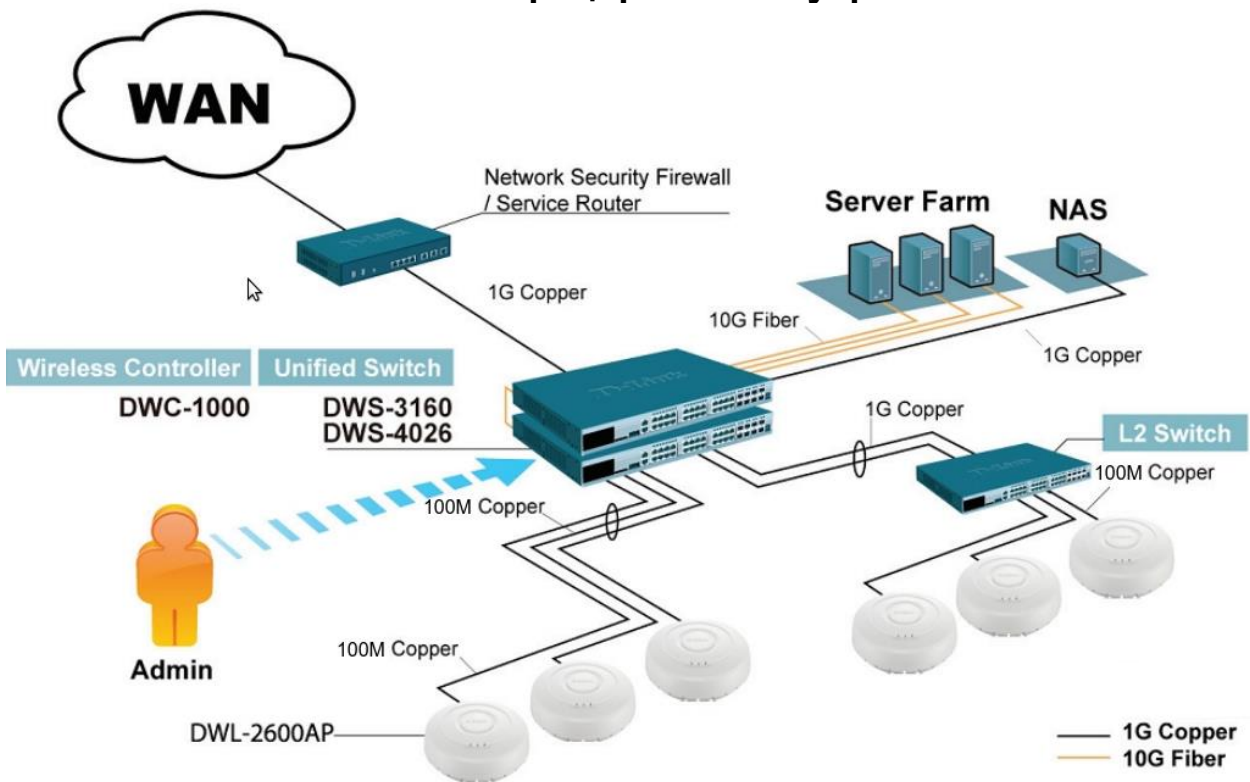 WAN
Network Security Firewall
/ Service Router
Server Farm
NAS
1G Copper
10G Fiber
1G Copper
Wireless Controller
Unified Switch
DWC-1000
DWS-3160
DWS-4026
1G Copper
L2 Switch
100M Copper
100M Copper
Admin
100M Copper
DWL-2600AP
1G Copper
10G Fiber